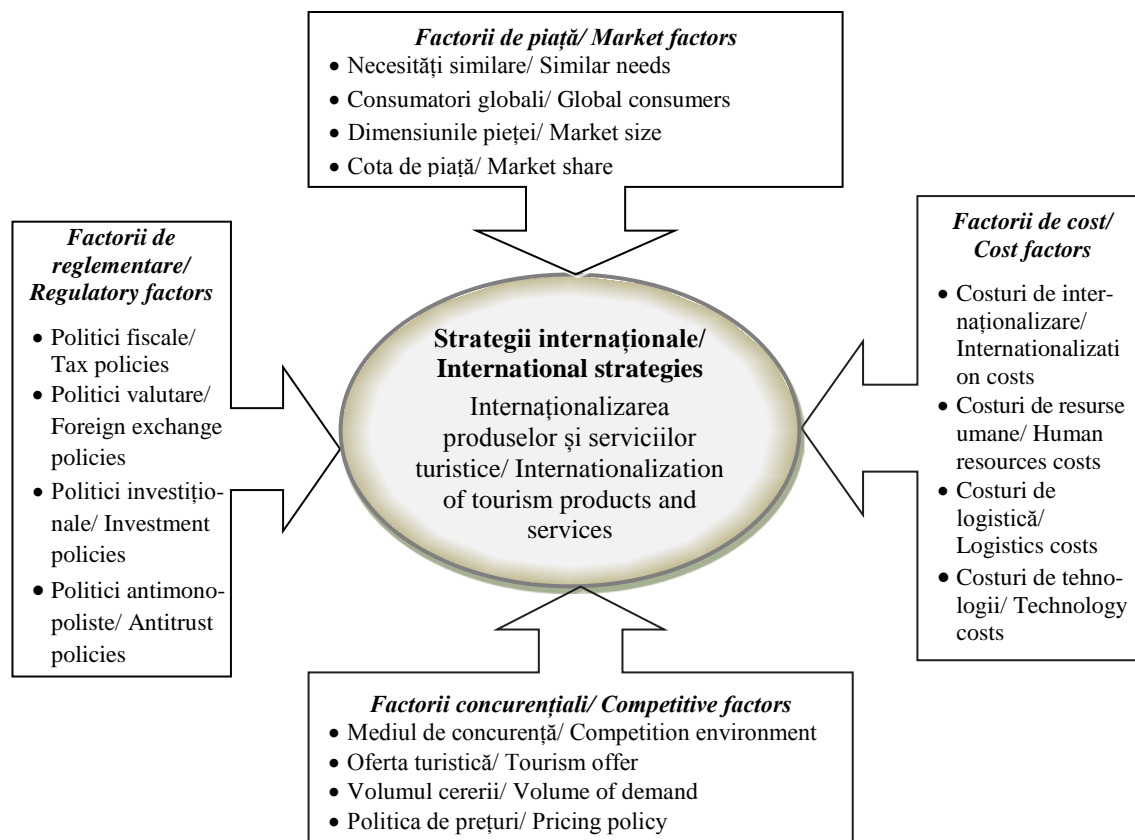 Factorii de piață/ Market factors
• Necesități similare/ Similar needs
• Consumatori globali/ Global consumers
• Dimensiunile pieței/ Market size
• Cota de piață/ Market share
Factorii de
reglementare/
Regulatory factors
• Politici fiscale/
Tax policies
• Politici valutare/
Foreign exchange
policies
• Politici investițio-
nale/ Investment
policies
• Politici antimono-
poliste/ Antitrust
policies
Strategii internaționale/
International strategies
Internaționalizarea
produselor și serviciilor
turistice/ Internationalization
of tourism products and
services
Factorii de cost/
Cost factors
• Costuri de inter-
naționalizare/
Internationalizati
on costs
• Costuri de resurse
umane/ Human
resources costs
• Costuri de
logistică/
Logistics costs
• Costuri de tehno-
logii/ Technology
costs
Factorii concurențiali/ Competitive factors
• Mediul de concurență/ Competition environment
• Oferta turistică/ Tourism offer
• Volumul cererii/ Volume of demand
• Politica de prețuri/ Pricing policy